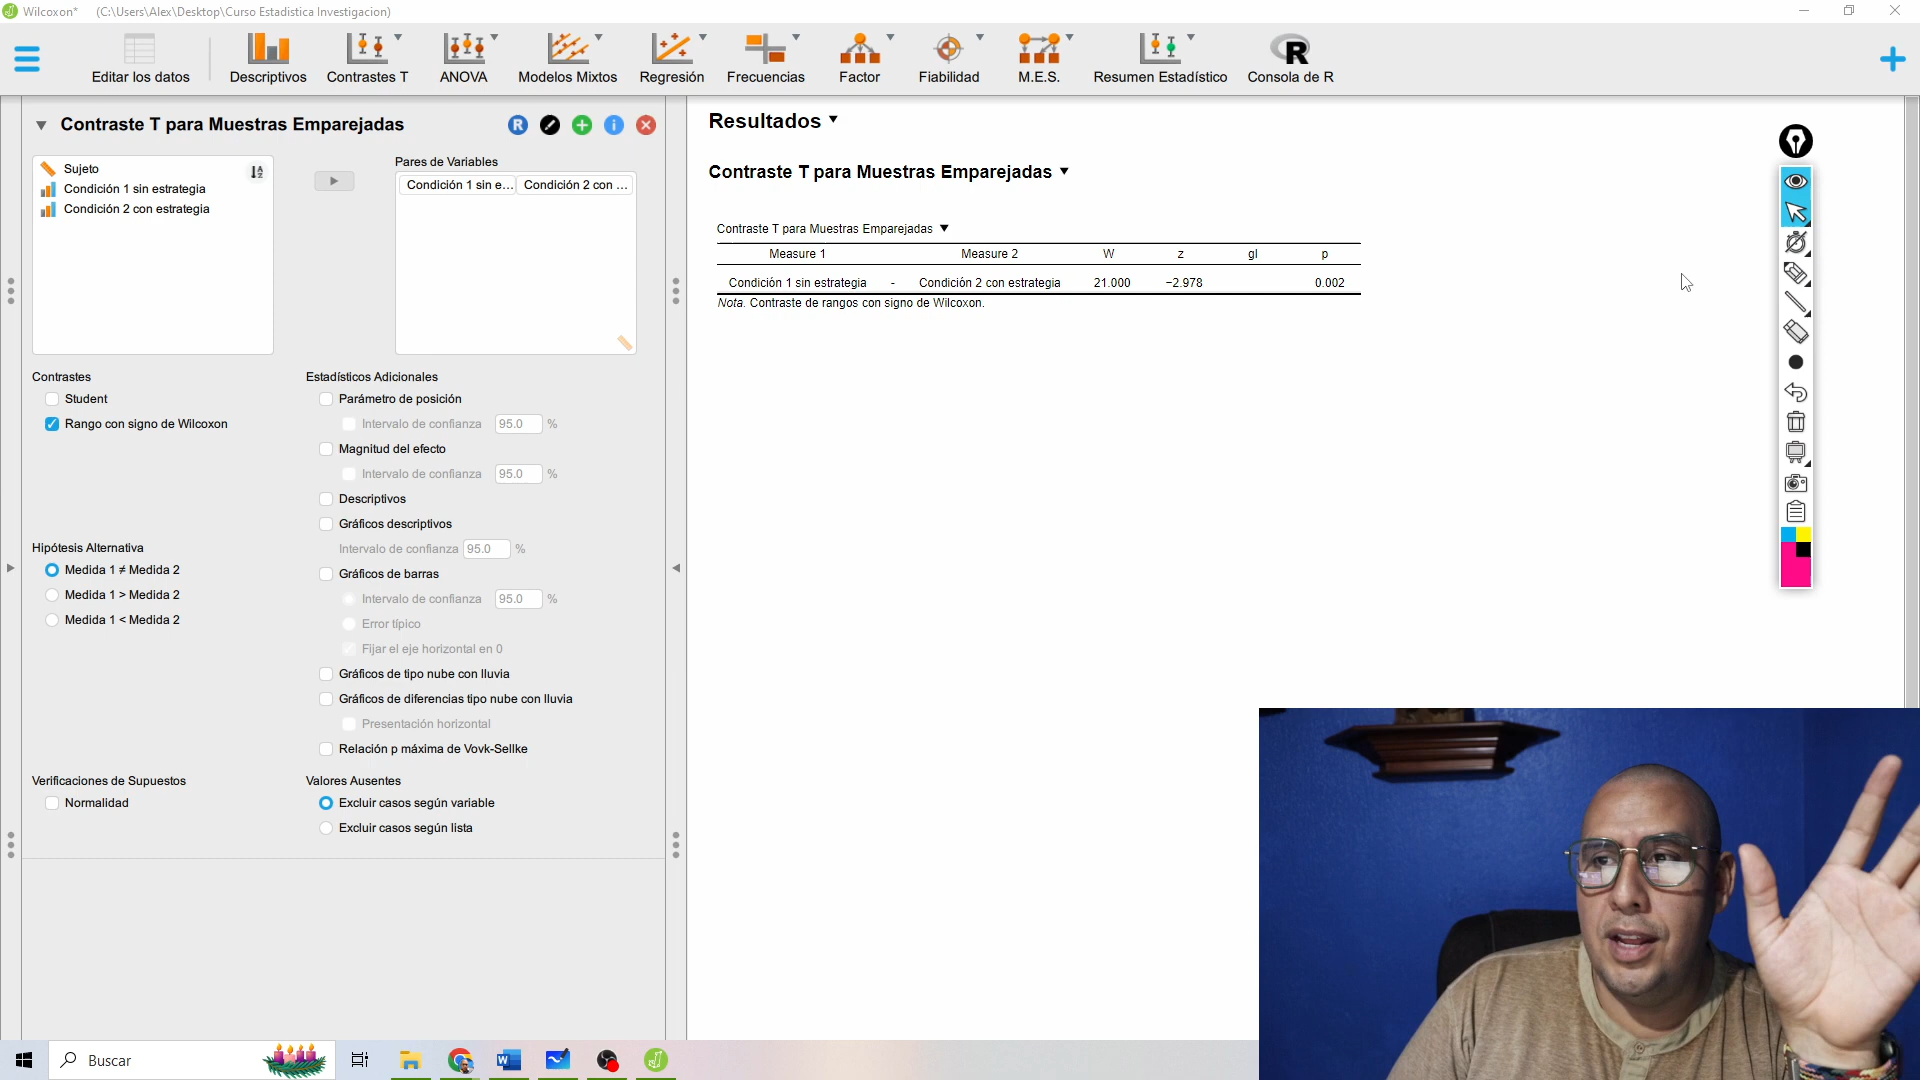 Wilcoxon* (C:\Users\Alex\Desktop\Curso Estadistica Investigacion)
Editar los datos
Descriptivos
Contrastes T
ANOVA
Modelos Mixtos
Regresión
Frecuencias
Factor
Fiabilidad
M.E.S.
Resumen Estadístico
Consola de R
Contraste T para Muestras Emparejadas
Sujeto
Condición 1 sin estrategia
Condición 2 con estrategia
Pares de Variables
Condición 1 sin e... Condición 2 con ...
Contrastes
Student
Rango con signo de Wilcoxon
Hipótesis Alternativa
Medida 1 ≠ Medida 2
Medida 1 > Medida 2
Medida 1 < Medida 2
Verificaciones de Supuestos
Normalidad
Estadísticos Adicionales
Parámetro de posición
Intervalo de confianza 95.0 %
Magnitud del efecto
Intervalo de confianza 95.0 %
Descriptivos
Gráficos descriptivos
Intervalo de confianza 95.0 %
Gráficos de barras
Intervalo de confianza 95.0 %
Error típico
Fijar el eje horizontal en 0
Gráficos de tipo nube con lluvia
Gráficos de diferencias tipo nube con lluvia
Presentación horizontal
Relación p máxima de Vovk-Sellke
Valores Ausentes
Excluir casos según variable
Excluir casos según lista
Resultados
Contraste T para Muestras Emparejadas
Contraste T para Muestras Emparejadas
Measure 1 Measure 2 W z gl p
Condición 1 sin estrategia - Condición 2 con estrategia 21.000 −2.978 0.002
Nota. Contraste de rangos con signo de Wilcoxon.
Buscar